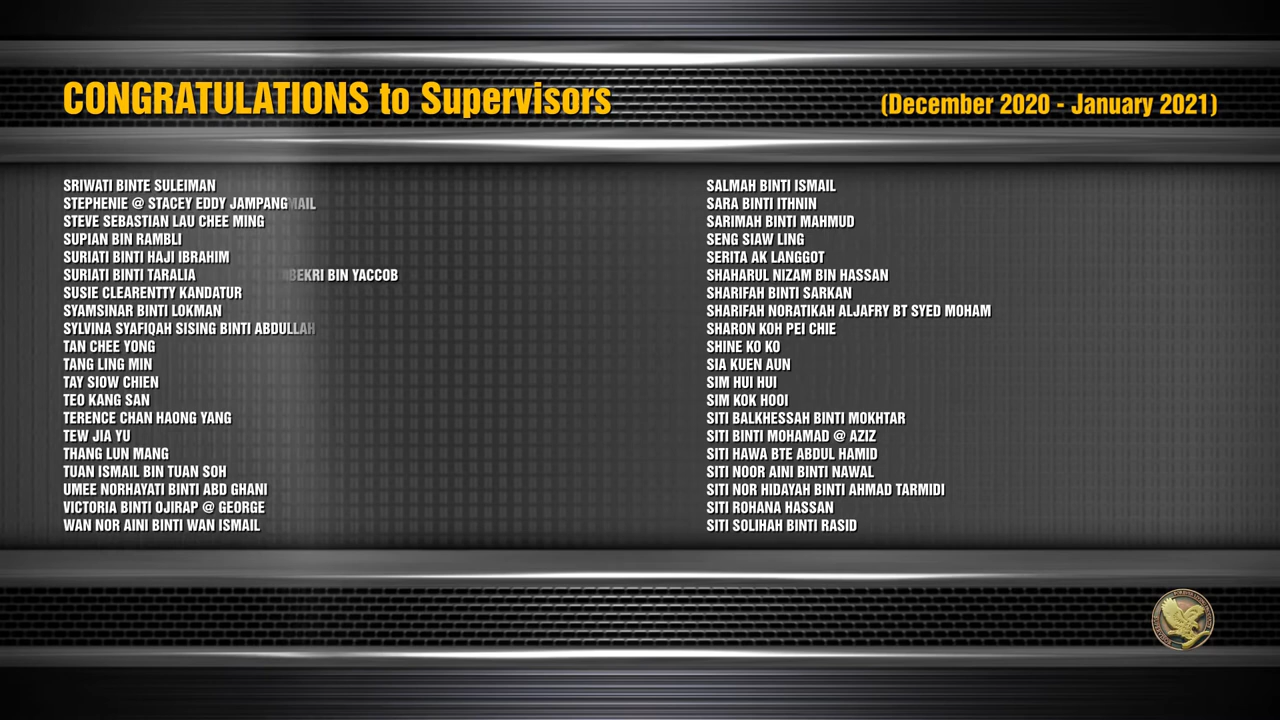 CONGRATULATIONS to Supervisors
(December 2020 - January 2021)
SRIWATI BINTE SULEIMAN
STEPHENIE @ STACEY EDDY JAMPANG
STEVE SEBASTIAN LAU CHEE MING
SUPIAN BIN RAMBLI
SURIATI BINTI HAJI IBRAHIM
SURIATI BINTI TARALIA BEKRI BIN YACCOB
SUSIE CLEARENTTY KANDATUR
SYAMSINAR BINTI LOKMAN
SYLVINA SYAFIQAH SISING BINTI ABDULLAH
TAN CHEE YONG
TANG LING MIN
TAY SIOW CHIEN
TEO KANG SAN
TERENCE CHAN HAONG YANG
TEW JIA YU
THANG LUN MANG
TUAN ISMAIL BIN TUAN SOH
UMEE NORHAYATI BINTI ABD GHANI
VICTORIA BINTI OJIRAP @ GEORGE
WAN NOR AINI BINTI WAN ISMAIL
SALMAH BINTI ISMAIL
SARA BINTI ITHNIN
SARIMAH BINTI MAHMUD
SENG SIAW LING
SERITA AK LANGGOT
SHAHARUL NIZAM BIN HASSAN
SHARIFAH BINTI SARKAN
SHARIFAH NORATIKAH ALJAFRY BT SYED MOHAM
SHARON KOH PEI CHIE
SHINE KO KO
SIA KUEN AUN
SIM HUI HUI
SIM KOK HOOI
SITI BALKHESSAH BINTI MOKHTAR
SITI BINTI MOHAMAD @ AZIZ
SITI HAWA BTE ABDUL HAMID
SITI NOOR AINI BINTI NAWAL
SITI NOR HIDAYAH BINTI AHMAD TARMIDI
SITI ROHANA HASSAN
SITI SOLIHAH BINTI RASID